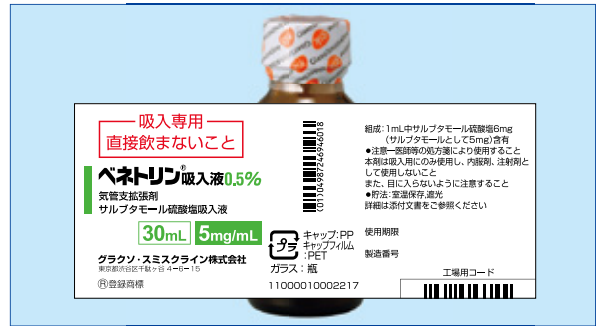 吸入専用
直接飲まないこと
ベネトリン®吸入液0.5%
気管支拡張剤
サルブタモール硫酸塩吸入液
30mL 5mg/mL
グラクソ・スミスクライン株式会社
東京都渋谷区千駄ヶ谷 4-6-15
Ⓡ登録商標
(01)04987246946018
プラ
キャップ:PP
キャップフィルム
:PET
ガラス:瓶
11000010002217
組成:1mL中サルブタモール硫酸塩6mg
(サルブタモールとして5mg)含有
●注意-医師等の処方箋により使用すること
本剤は吸入用にのみ使用し、内服剤、注射剤と
して使用しないこと
また、目に入らないように注意すること
●貯法:室温保存,遮光
詳細は添付文書をご参照ください
使用期限
製造番号
工場用コード